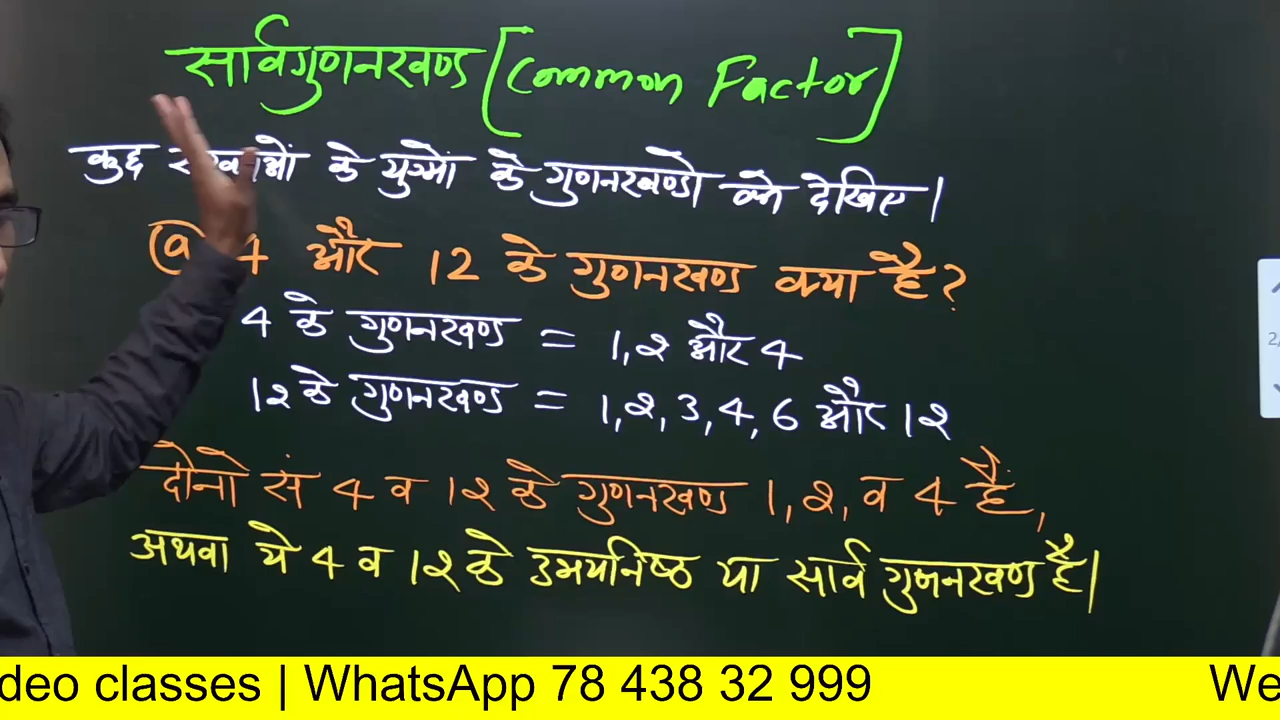 सार्वगुणनखण्ड [Common Factor]
कुछ के युग्मों के गुणनखण्डो को देखिए।
(a) 4 और 12 के गुणनखण्ड क्या है?
4 के गुणनखण्ड = 1,2 और 4
12 के गुणनखण्ड = 1,2,3,4,6 और 12
दोनो सं 4 व 12 के गुणनखण्ड 1,2, व 4 हैं,
अथवा ये 4 व 12 के उभयनिष्ठ या सार्व गुणनखण्ड है।
2,
deo classes | WhatsApp 78 438 32 999 We